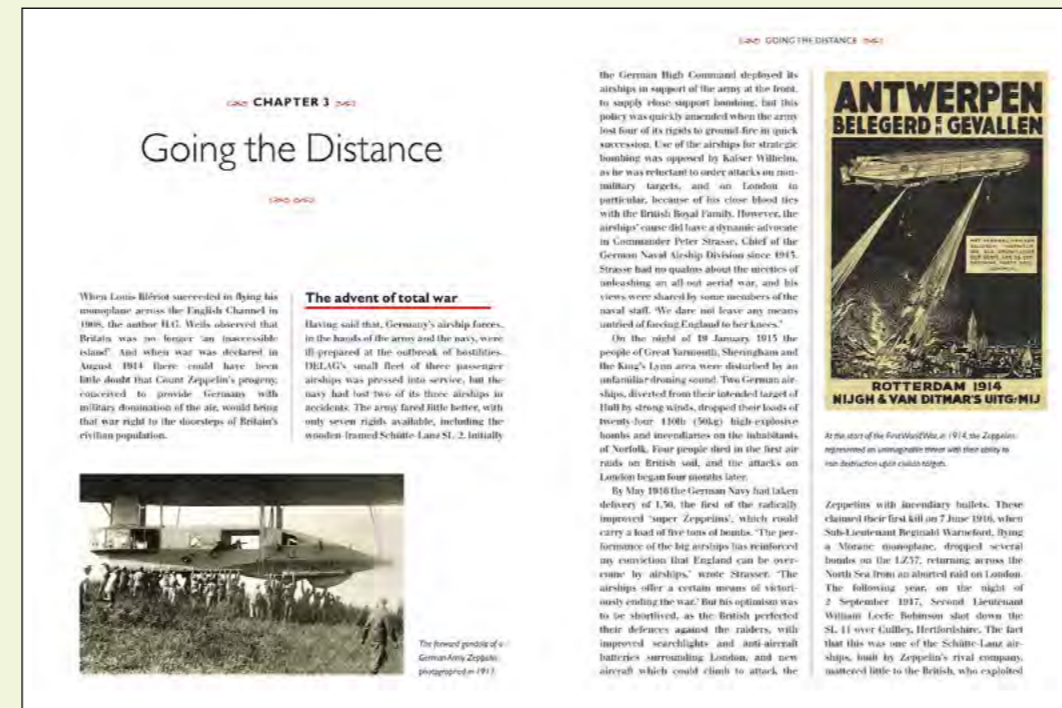 CHAPTER 3
Going the Distance
When Louis Blériot succeeded in flying his
monoplane across the English Channel in
1908, the author H.G. Wells observed that
Britain was no longer 'an inaccessible
island'. And when war was declared in
August 1914 there could have been
little doubt that Count Zeppelin's progeny,
conceived to provide Germany with
military domination of the air, would bring
that war right to the doorsteps of Britain's
civilian population.
The advent of total war
Having said that, Germany's airship forces,
in the hands of the army and the navy, were
ill-prepared at the outbreak of hostilities.
DELAG's small fleet of three passenger
airships was pressed into service, but the
navy had lost two of its three airships in
accidents. The army fared little better, with
only seven rigids available, including the
wooden-framed Schütte-Lanz SL 2. Initially
The forward gondola of a
German Army Zeppelin
photographed in
GOING THE DISTANCE
the German High Command deployed its
airships in support of the army at the front,
to supply close support bombing, but this
policy was quickly amended when the army
lost four of its rigids to ground-fire in quick
succession. Use of the airships for strategic
bombing was opposed by Kaiser Wilhelm,
as he was reluctant to order attacks on non-
military targets, and on London in
particular, because of his close blood ties
with the British Royal Family. However, the
airships' cause did have a dynamic advocate
in Commander Peter Strasse, Chief of the
German Naval Airship Division since 1915.
Strasse had no qualms about the niceties of
unleashing an all-out aerial war, and his
views were shared by some members of the
naval staff. 'We dare not leave any means
untried of forcing England to her knees.'
On the night of 19 January 1915 the
people of Great Yarmouth, Sheringham and
the King's Lynn area were disturbed by an
unfamiliar droning sound. Two German air-
ships, diverted from their intended target of
Hull by strong winds, dropped their loads of
twenty-four 110lb (50kg) high-explosive
bombs and incendiaries on the inhabitants
of Norfolk. Four people died in the first air
raids on British soil, and the attacks on
London began four months later.
By May 1916 the German Navy had taken
delivery of L30, the first of the radically
improved 'super Zeppelins', which could
carry a load of five tons of bombs. 'The per-
formance of the big airships has reinforced
my conviction that England can be over-
come by airships,' wrote Strasser. 'The
airships offer a certain means of victori-
ously ending the war.' But his optimism was
to be shortlived, as the British perfected
their defences against the raiders, with
improved searchlights and anti-aircraft
batteries surrounding London, and new
aircraft which could climb to attack the
ANTWERPEN
BELEGERD EN GEVALLEN
ROTTERDAM 1914
NIJGH & VAN DITMAR'S UITG:MIJ
At the start of the First World War, in 1914, the Zeppelins
represented an unimaginable threat with their ability to
rain destruction upon civilian targets.
Zeppelins with incendiary bullets. These
claimed their first kill on 7 June 1916, when
Sub-Lieutenant Reginald Warneford, flying
a Morane monoplane, dropped several
bombs on the LZ37, returning across the
North Sea from an aborted raid on London.
The following year, on the night of
2 September 1917, Second Lieutenant
William Leefe Robinson shot down the
SL 11 over Cuffley, Hertfordshire. The fact
that this was one of the Schütte-Lanz air-
ships, built by Zeppelin's rival company,
mattered little to the British, who exploited